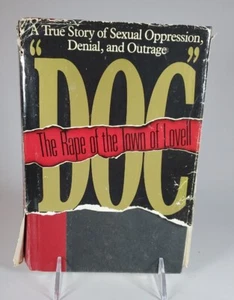 A True Story of Sexual Oppression,
Denial, and Outrage
"DOC"
The Rape of the Town of Lovell